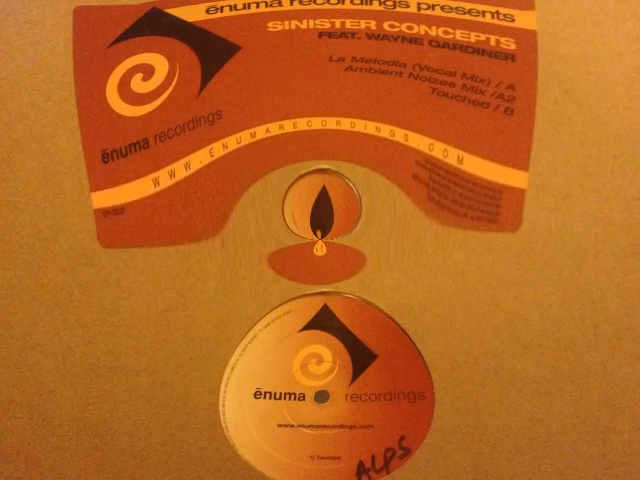 ēnuma recordings presents
SINISTER CONCEPTS
FEAT. WAYNE GARDINER
La Melodia (Vocal Mix) / A
Ambient Noizes Mix /A2
Touched / B
ēnuma recordings
WWW.ENUMARECORDINGS.COM
ēnuma recordings
www.enumarecordings.com
Touched
ALPS